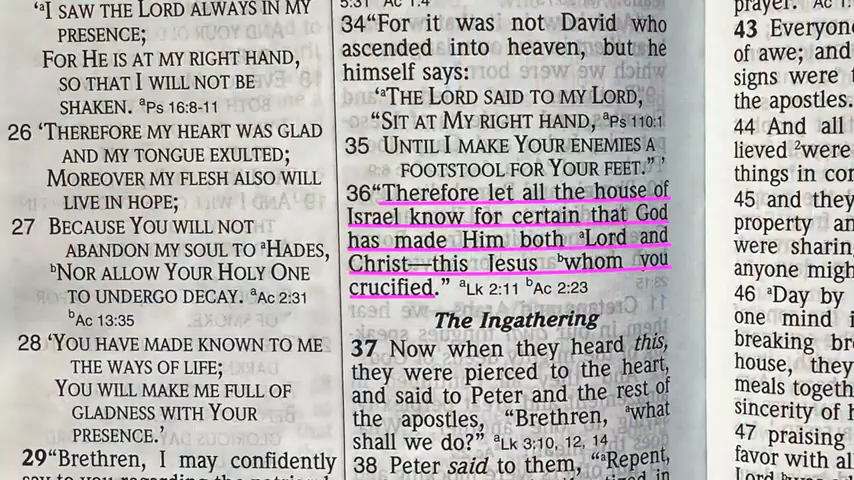 ‘ªI SAW THE LORD ALWAYS IN MY
PRESENCE;
FOR HE IS AT MY RIGHT HAND,
SO THAT I WILL NOT BE
SHAKEN. ªPs 16:8-11
26 ‘THEREFORE MY HEART WAS GLAD
AND MY TONGUE EXULTED;
MOREOVER MY FLESH ALSO WILL
LIVE IN HOPE;
27 BECAUSE YOU WILL NOT
ABANDON MY SOUL TO ªHADES,
ᵇNOR ALLOW YOUR HOLY ONE
TO UNDERGO DECAY. ªAc 2:31
ᵇAc 13:35
28 ‘YOU HAVE MADE KNOWN TO ME
THE WAYS OF LIFE;
YOU WILL MAKE ME FULL OF
GLADNESS WITH YOUR
PRESENCE.’
29“Brethren, I may confidently
5:31 Ac 1:4
34“For it was not David who
ascended into heaven, but he
himself says:
‘ªTHE LORD SAID TO MY LORD,
“SIT AT MY RIGHT HAND, ªPs 110:1
35 UNTIL I MAKE YOUR ENEMIES A
FOOTSTOOL FOR YOUR FEET.” ’
36“Therefore let all the house of
Israel know for certain that God
has made Him both ªLord and
Christ—this Jesus ᵇwhom you
crucified.” ªLk 2:11 ᵇAc 2:23
The Ingathering
37 Now when they heard this,
they were pierced to the heart,
and said to Peter and the rest of
the apostles, “Brethren, ªwhat
shall we do?” ªLk 3:10, 12, 14
38 Peter said to them, “ªRepent,
prayer.
43 Everyone
of awe; and
signs were
the apostles.
44 And all
lieved ²were
things in
45 and they
property
were
anyone
46 ªDay by
one mind
breaking
house, they
meals
sincerity of
47 praising
favor with
Lord